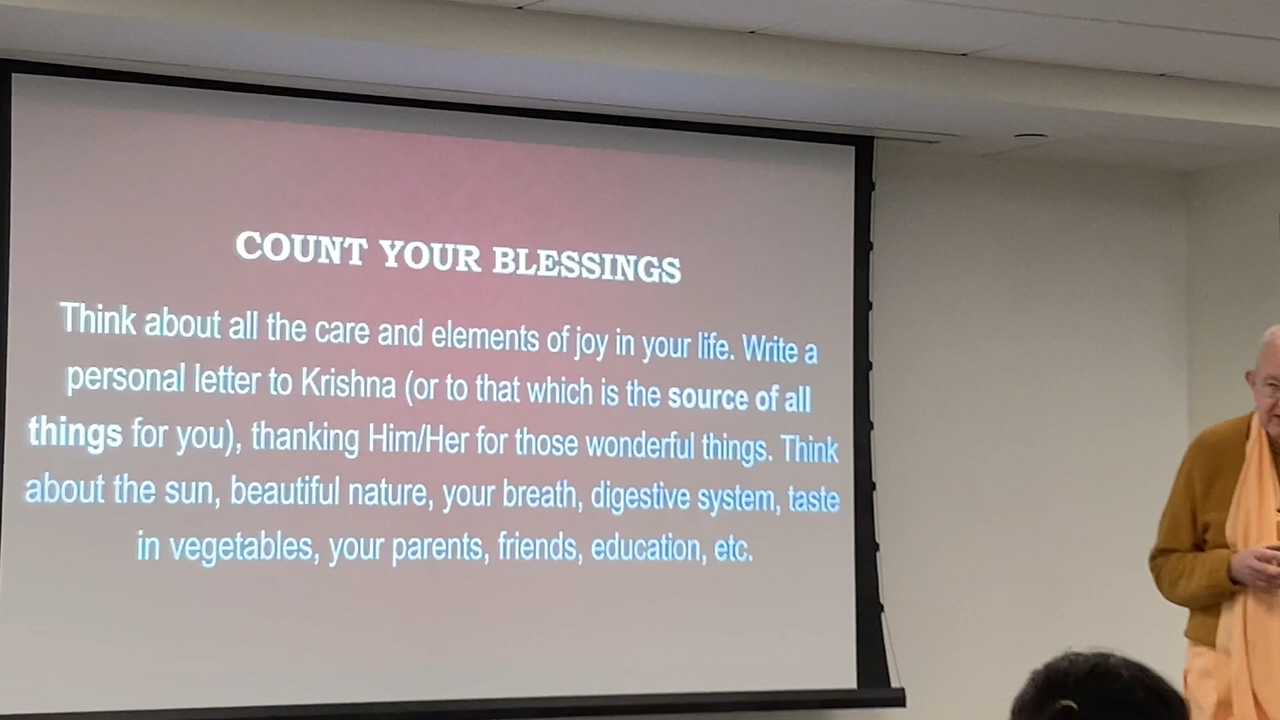 COUNT YOUR BLESSINGS
Think about all the care and elements of joy in your life. Write a
personal letter to Krishna (or to that which is the source of all
things for you), thanking Him/Her for those wonderful things. Think
about the sun, beautiful nature, your breath, digestive system, taste
in vegetables, your parents, friends, education, etc.